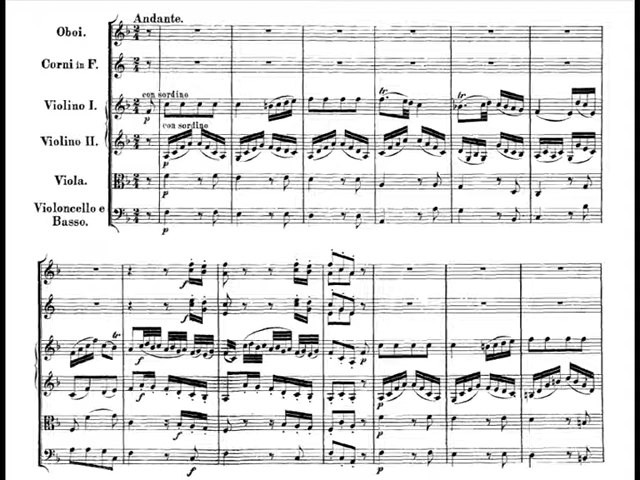 Andante.
Oboi.
Corni in F.
con sordino
Violino I.
p
tr
tr
con sordino
Violino II.
p
Viola.
p
Violoncello e
Basso.
p
f
tr
f
f
p
f
p
f
p
f
p